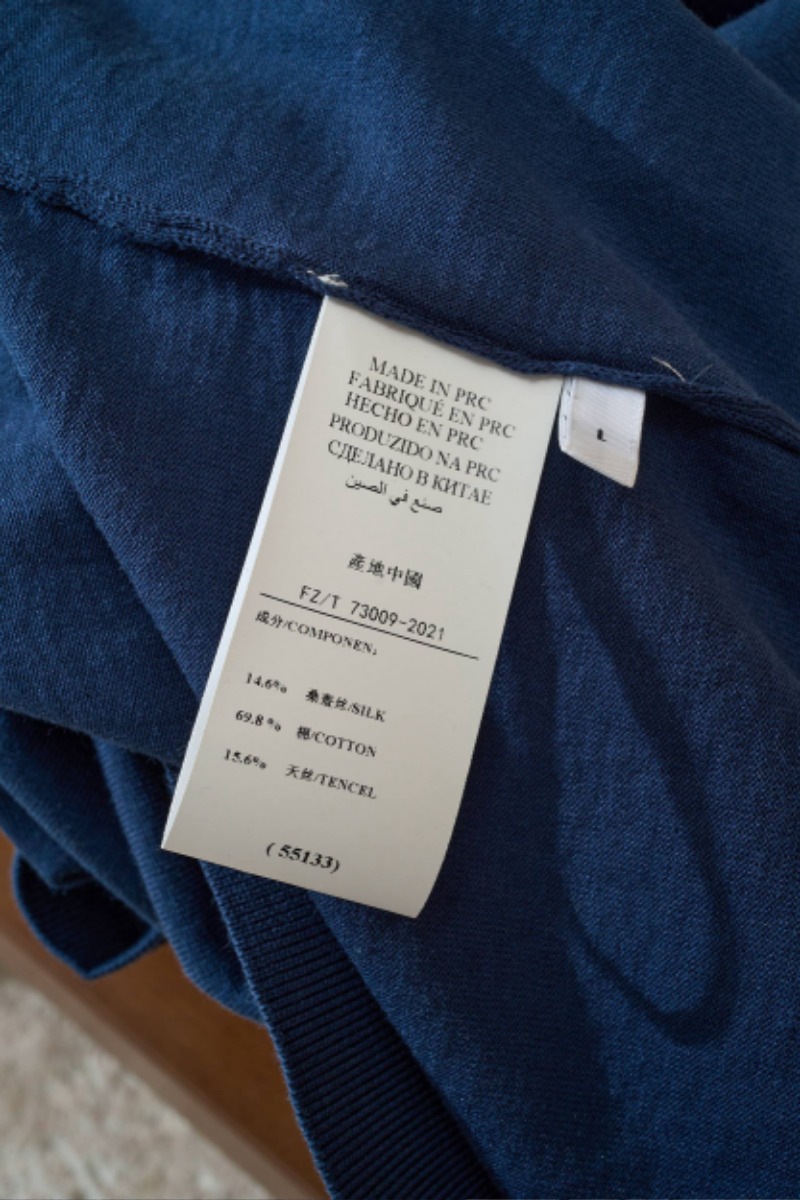 MADE IN PRC
FABRIQUÉ EN PRC
HECHO EN PRC
PRODUZIDO NA PRC
СДЕЛАНО В КИТАЕ
صنع في الصين
產地中國
FZ/T 73009-2021
成分/COMPONEN:
14.6% 桑蚕丝/SILK
69.8% 棉/COTTON
15.6% 天丝/TENCEL
(55133)
L